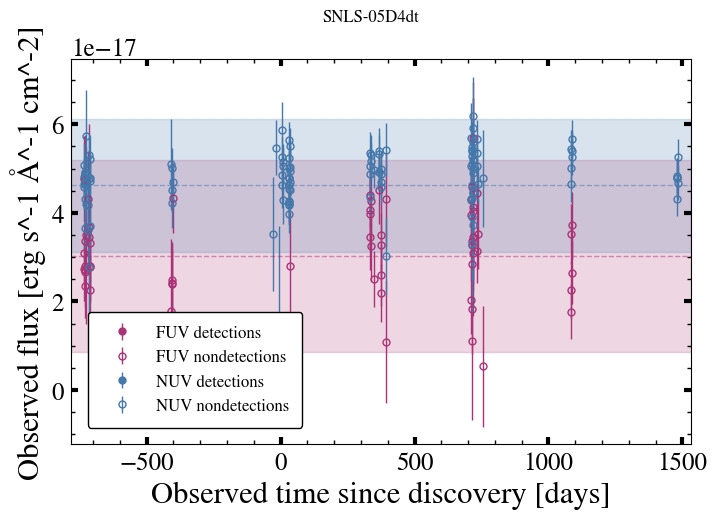 SNLS-05D4dt
1e−17
Observed flux [erg s^-1 Å^-1 cm^-2]
6
4
2
0
FUV detections
FUV nondetections
NUV detections
NUV nondetections
−500 0 500 1000 1500
Observed time since discovery [days]